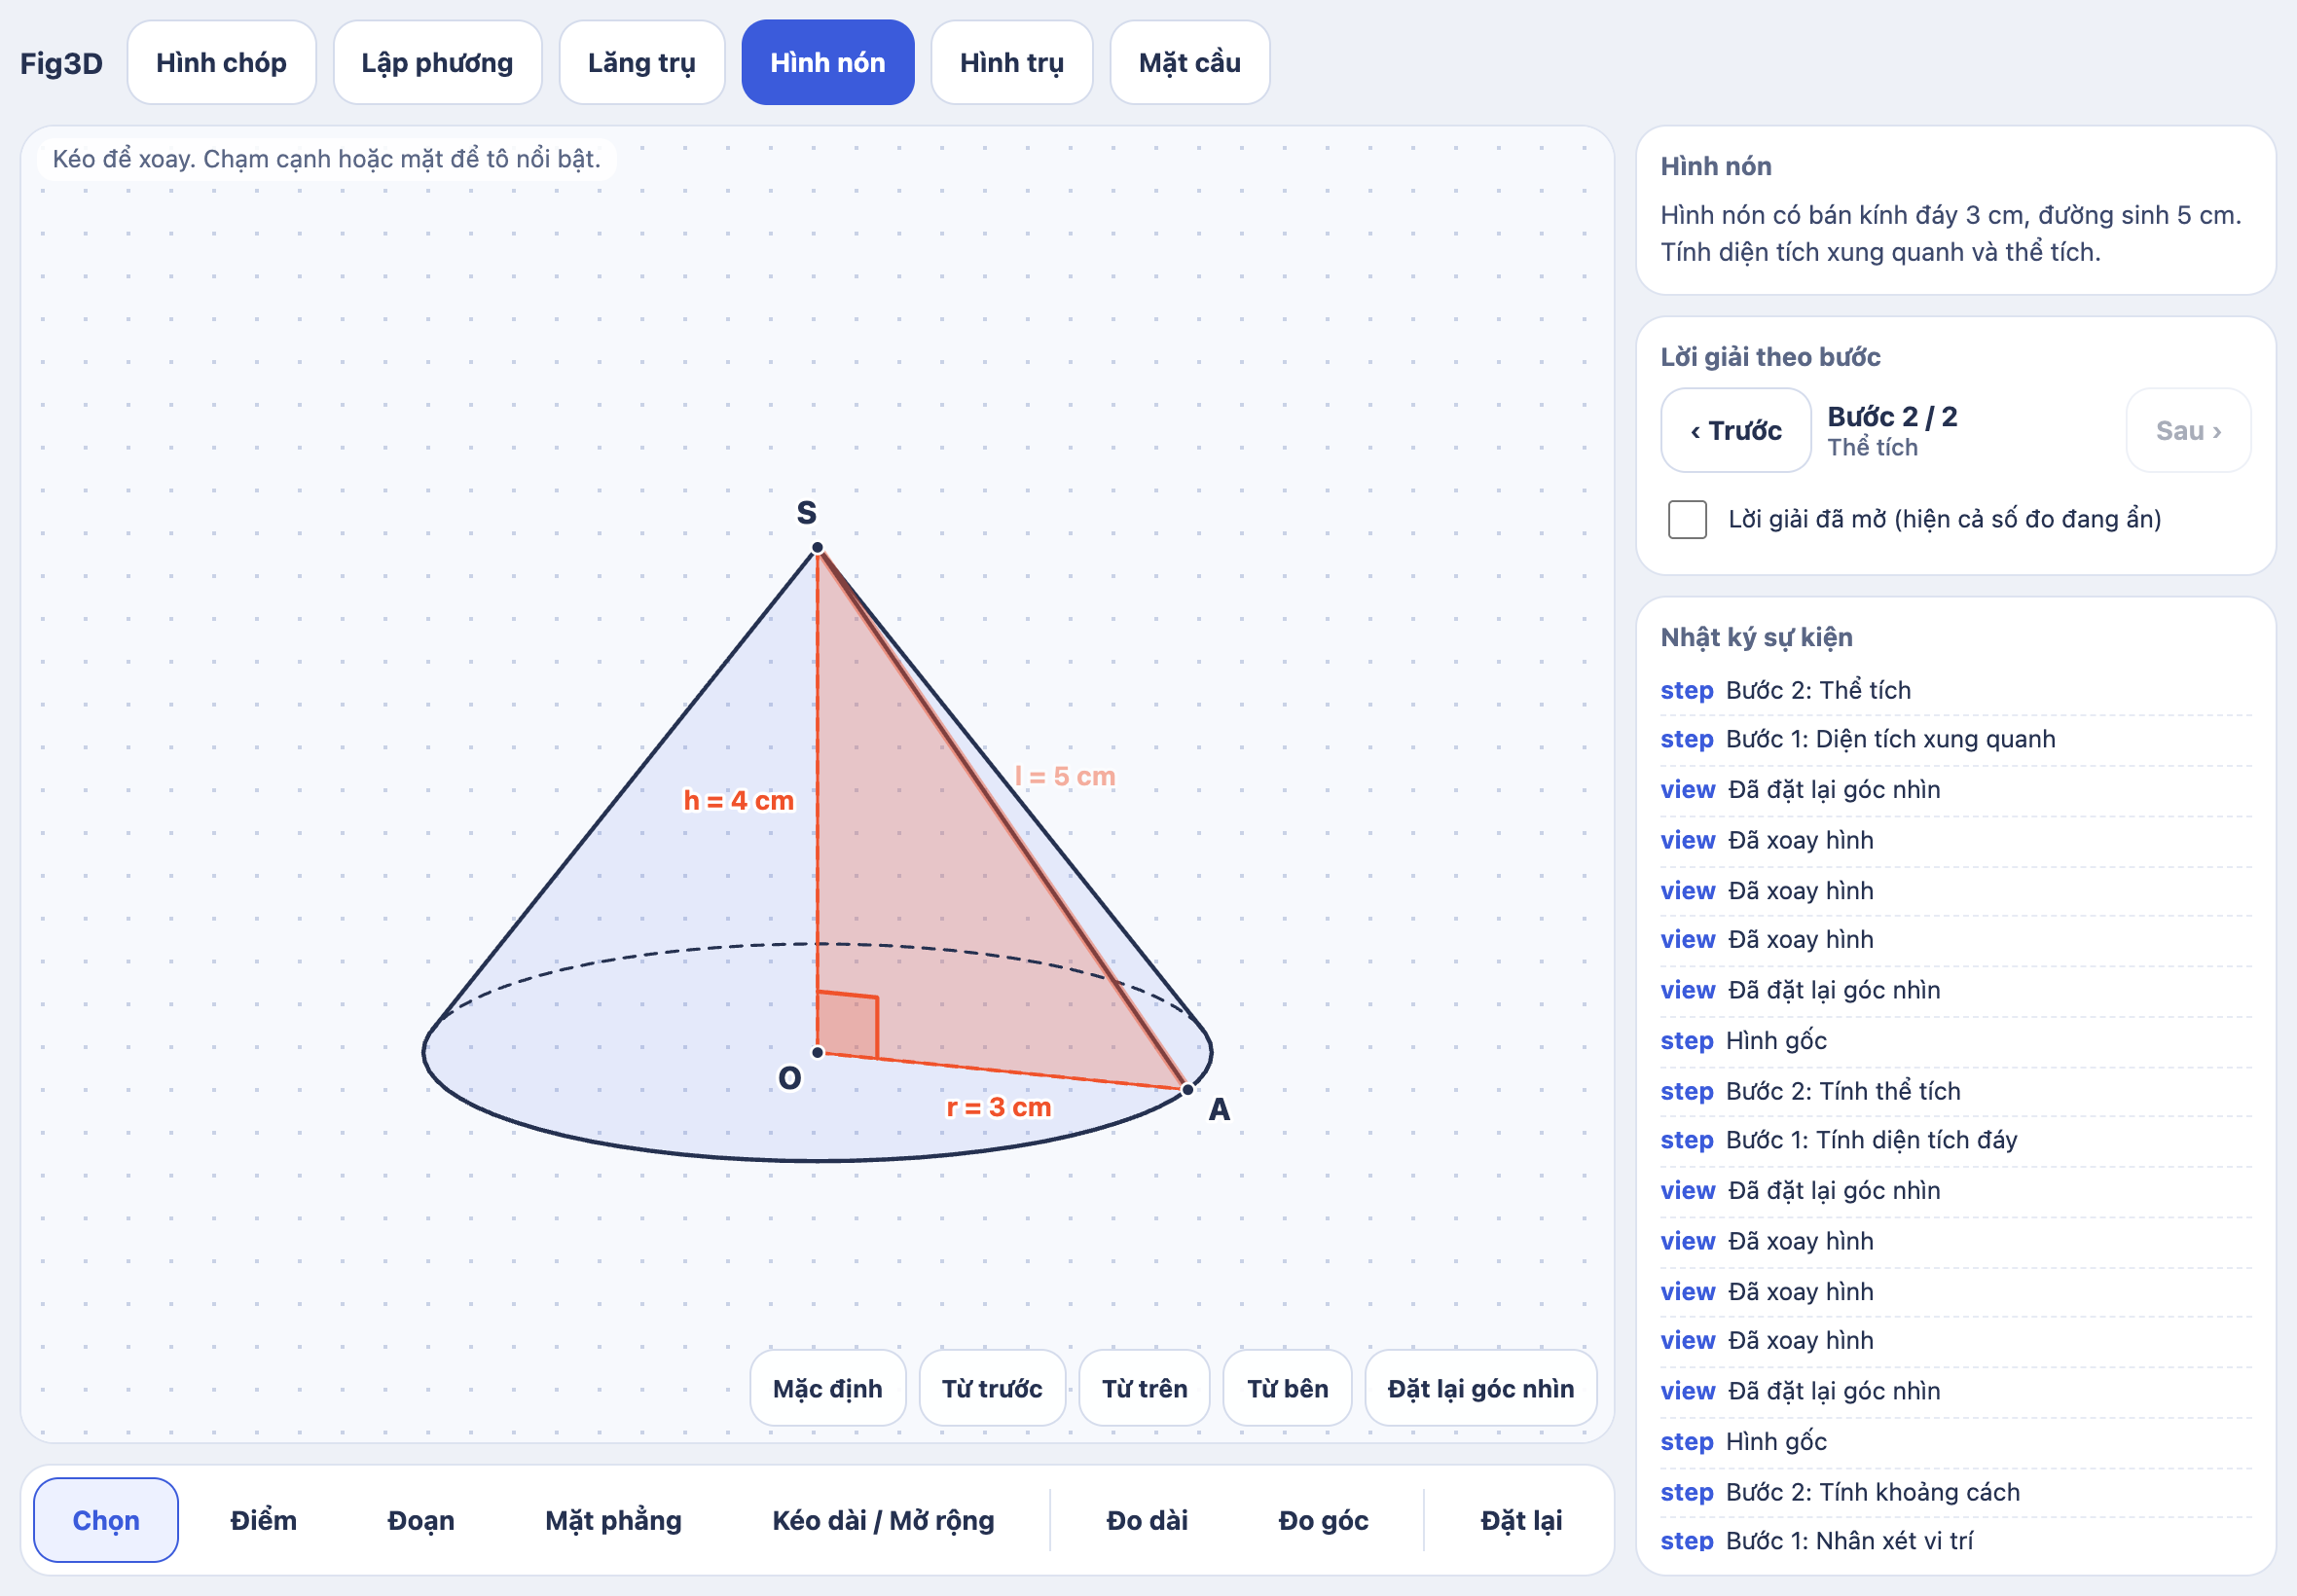 Fig3D
Hình chóp
Lập phương
Lăng trụ
Hình nón
Hình trụ
Mặt cầu
Kéo để xoay. Chạm cạnh hoặc mặt để tô nổi bật.
S
h = 4 cm
l = 5 cm
O
r = 3 cm
A
Mặc định
Từ trước
Từ trên
Từ bên
Đặt lại góc nhìn
Chọn
Điểm
Đoạn
Mặt phẳng
Kéo dài / Mở rộng
Đo dài
Đo góc
Đặt lại
Hình nón
Hình nón có bán kính đáy 3 cm, đường sinh 5 cm.
Tính diện tích xung quanh và thể tích.
Lời giải theo bước
‹ Trước
Bước 2 / 2
Thể tích
Sau ›
Lời giải đã mở (hiện cả số đo đang ẩn)
Nhật ký sự kiện
step Bước 2: Thể tích
step Bước 1: Diện tích xung quanh
view Đã đặt lại góc nhìn
view Đã xoay hình
view Đã xoay hình
view Đã xoay hình
view Đã đặt lại góc nhìn
step Hình gốc
step Bước 2: Tính thể tích
step Bước 1: Tính diện tích đáy
view Đã đặt lại góc nhìn
view Đã xoay hình
view Đã xoay hình
view Đã xoay hình
view Đã đặt lại góc nhìn
step Hình gốc
step Bước 2: Tính khoảng cách
step Bước 1: Nhận xét vi trí